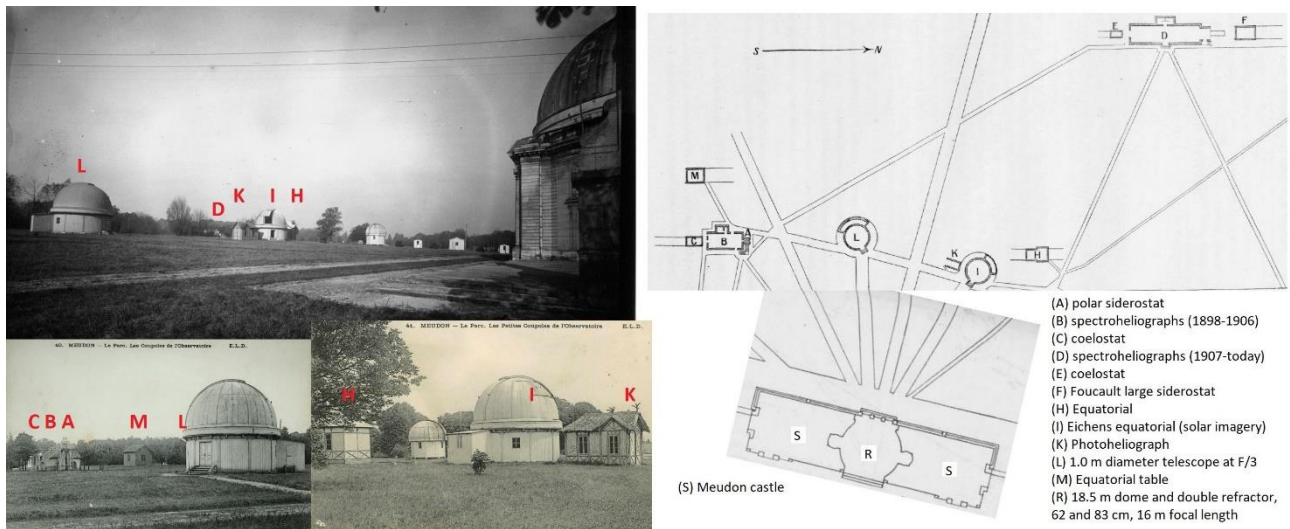 L
D K I H
MEUDON — Le Parc. Les Coupoles de l'Observatoire E.L.D.
C B A M L
MEUDON — Le Parc. Les Petites Coupoles de l'Observatoire E.L.D.
H I K
S N
E D F
M
C B A L K I H
S R S
(S) Meudon castle
(A) polar siderostat
(B) spectroheliographs (1898-1906)
(C) coelostat
(D) spectroheliographs (1907-today)
(E) coelostat
(F) Foucault large siderostat
(H) Equatorial
(I) Eichens equatorial (solar imagery)
(K) Photoheliograph
(L) 1.0 m diameter telescope at F/3
(M) Equatorial table
(R) 18.5 m dome and double refractor,
62 and 83 cm, 16 m focal length